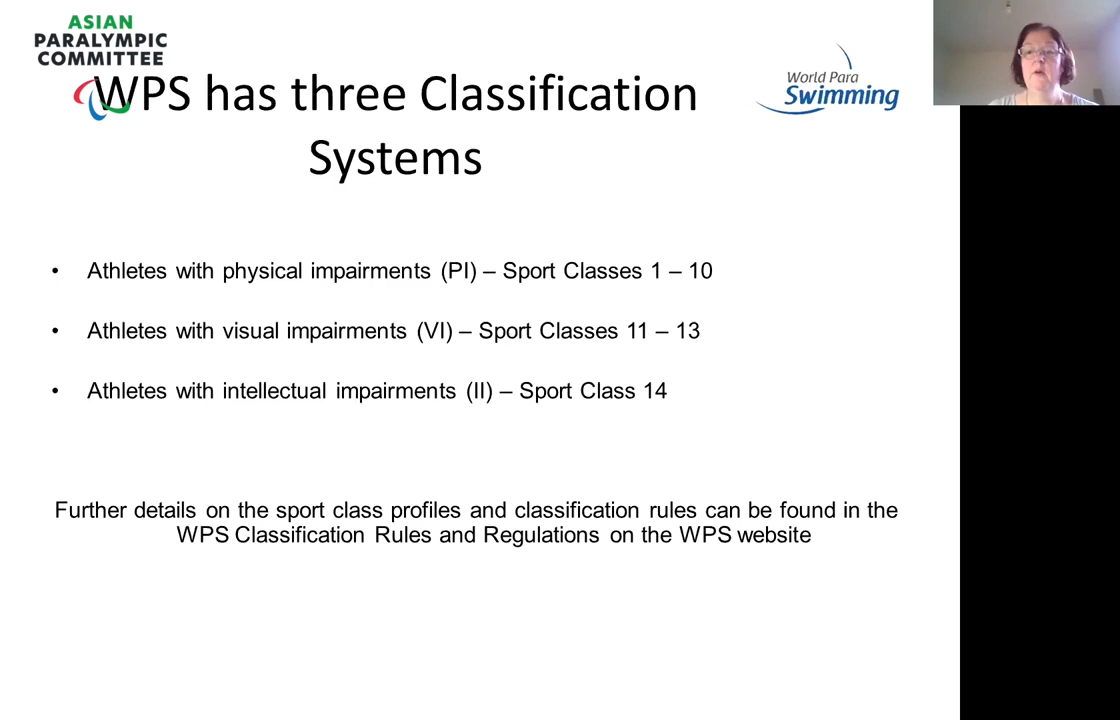 ASIAN
PARALYMPIC
COMMITTEE
WPS has three Classification
Systems
World Para
Swimming
• Athletes with physical impairments (PI) – Sport Classes 1 – 10
• Athletes with visual impairments (VI) – Sport Classes 11 – 13
• Athletes with intellectual impairments (II) – Sport Class 14
Further details on the sport class profiles and classification rules can be found in the
WPS Classification Rules and Regulations on the WPS website